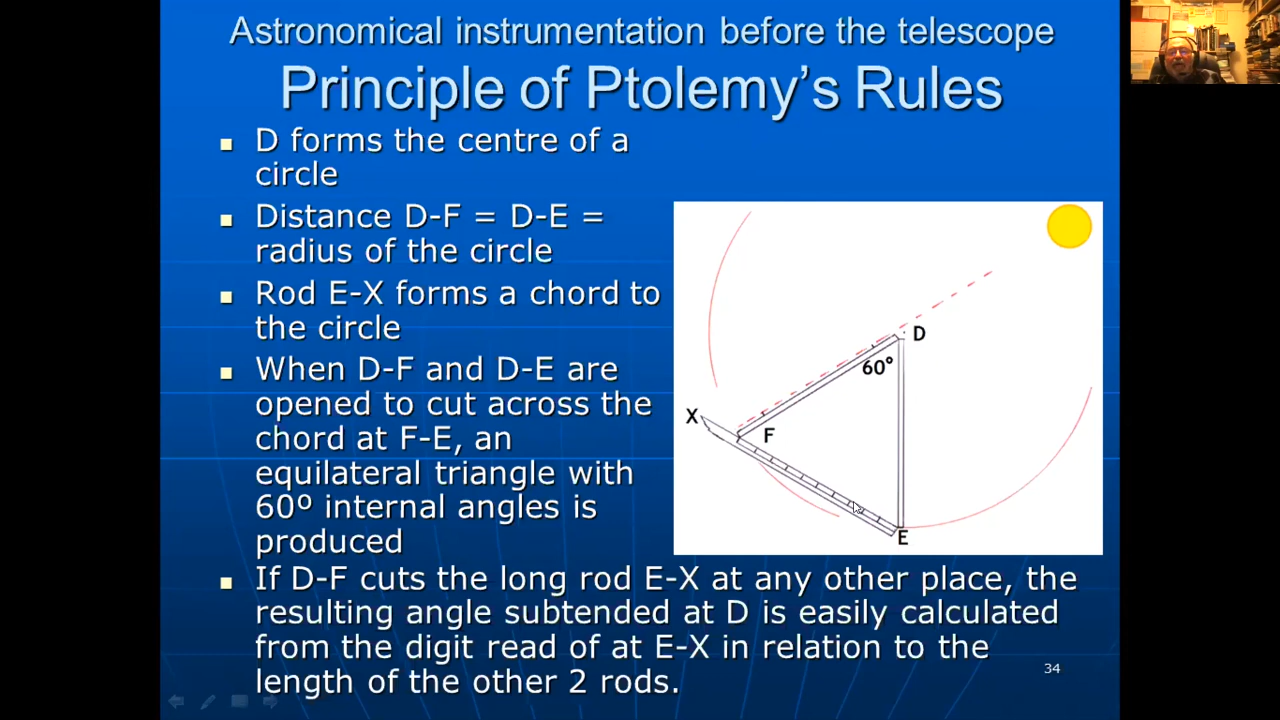 Astronomical instrumentation before the telescope
Principle of Ptolemy's Rules
D forms the centre of a
circle
Distance D-F = D-E =
radius of the circle
Rod E-X forms a chord to
the circle
When D-F and D-E are
opened to cut across the
chord at F-E, an
equilateral triangle with
60º internal angles is
produced
If D-F cuts the long rod E-X at any other place, the
resulting angle subtended at D is easily calculated
from the digit read of at E-X in relation to the
length of the other 2 rods.
D
60°
X
F
E
34